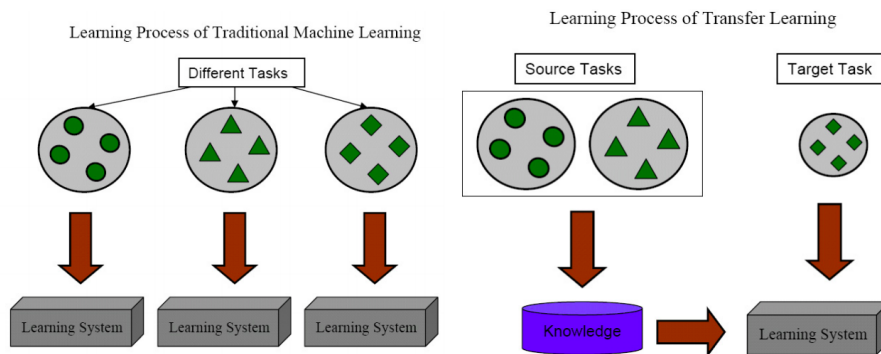 Learning Process of Traditional Machine Learning
Different Tasks
Learning System
Learning System
Learning System
Learning Process of Transfer Learning
Source Tasks
Target Task
Knowledge
Learning System